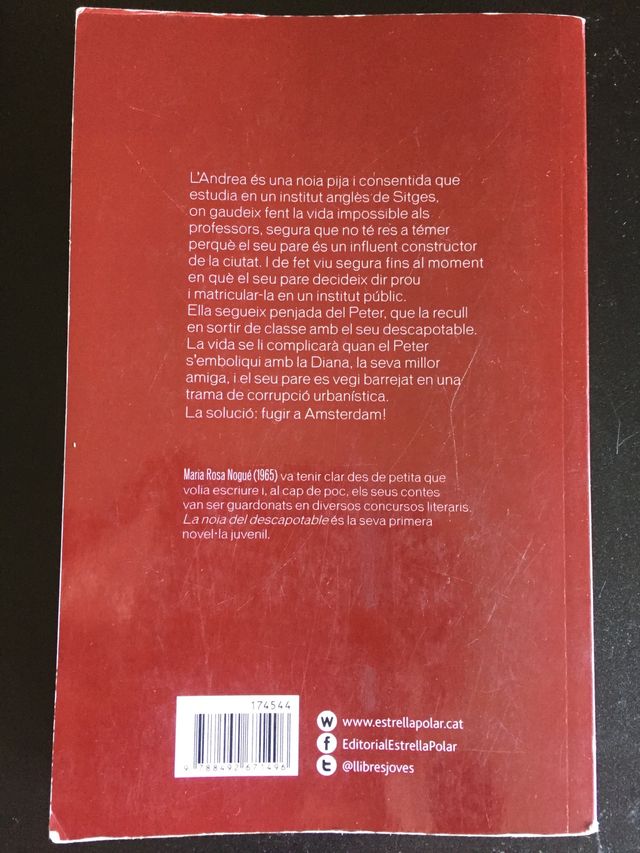 L'Andrea és una noia pija i consentida que
estudia en un institut anglès de Sitges,
on gaudeix fent la vida impossible als
professors, segura que no té res a témer
perquè el seu pare és un influent constructor
de la ciutat. I de fet viu segura fins al moment
en què el seu pare decideix dir prou
i matricular-la en un institut públic.
Ella segueix penjada del Peter, que la recull
en sortir de classe amb el seu descapotable.
La vida se li complicarà quan el Peter
s'emboliqui amb la Diana, la seva millor
amiga, i el seu pare es vegi barrejat en una
trama de corrupció urbanística.
La solució: fugir a Amsterdam!
Maria Rosa Nogué (1965) va tenir clar des de petita que
volia escriure i, al cap de poc, els seus contes
van ser guardonats en diversos concursos literaris.
La noia del descapotable és la seva primera
novel·la juvenil.
174544
9 788492 671496
w www.estrellapolar.cat
f EditorialEstrellaPolar
t @llibresjoves